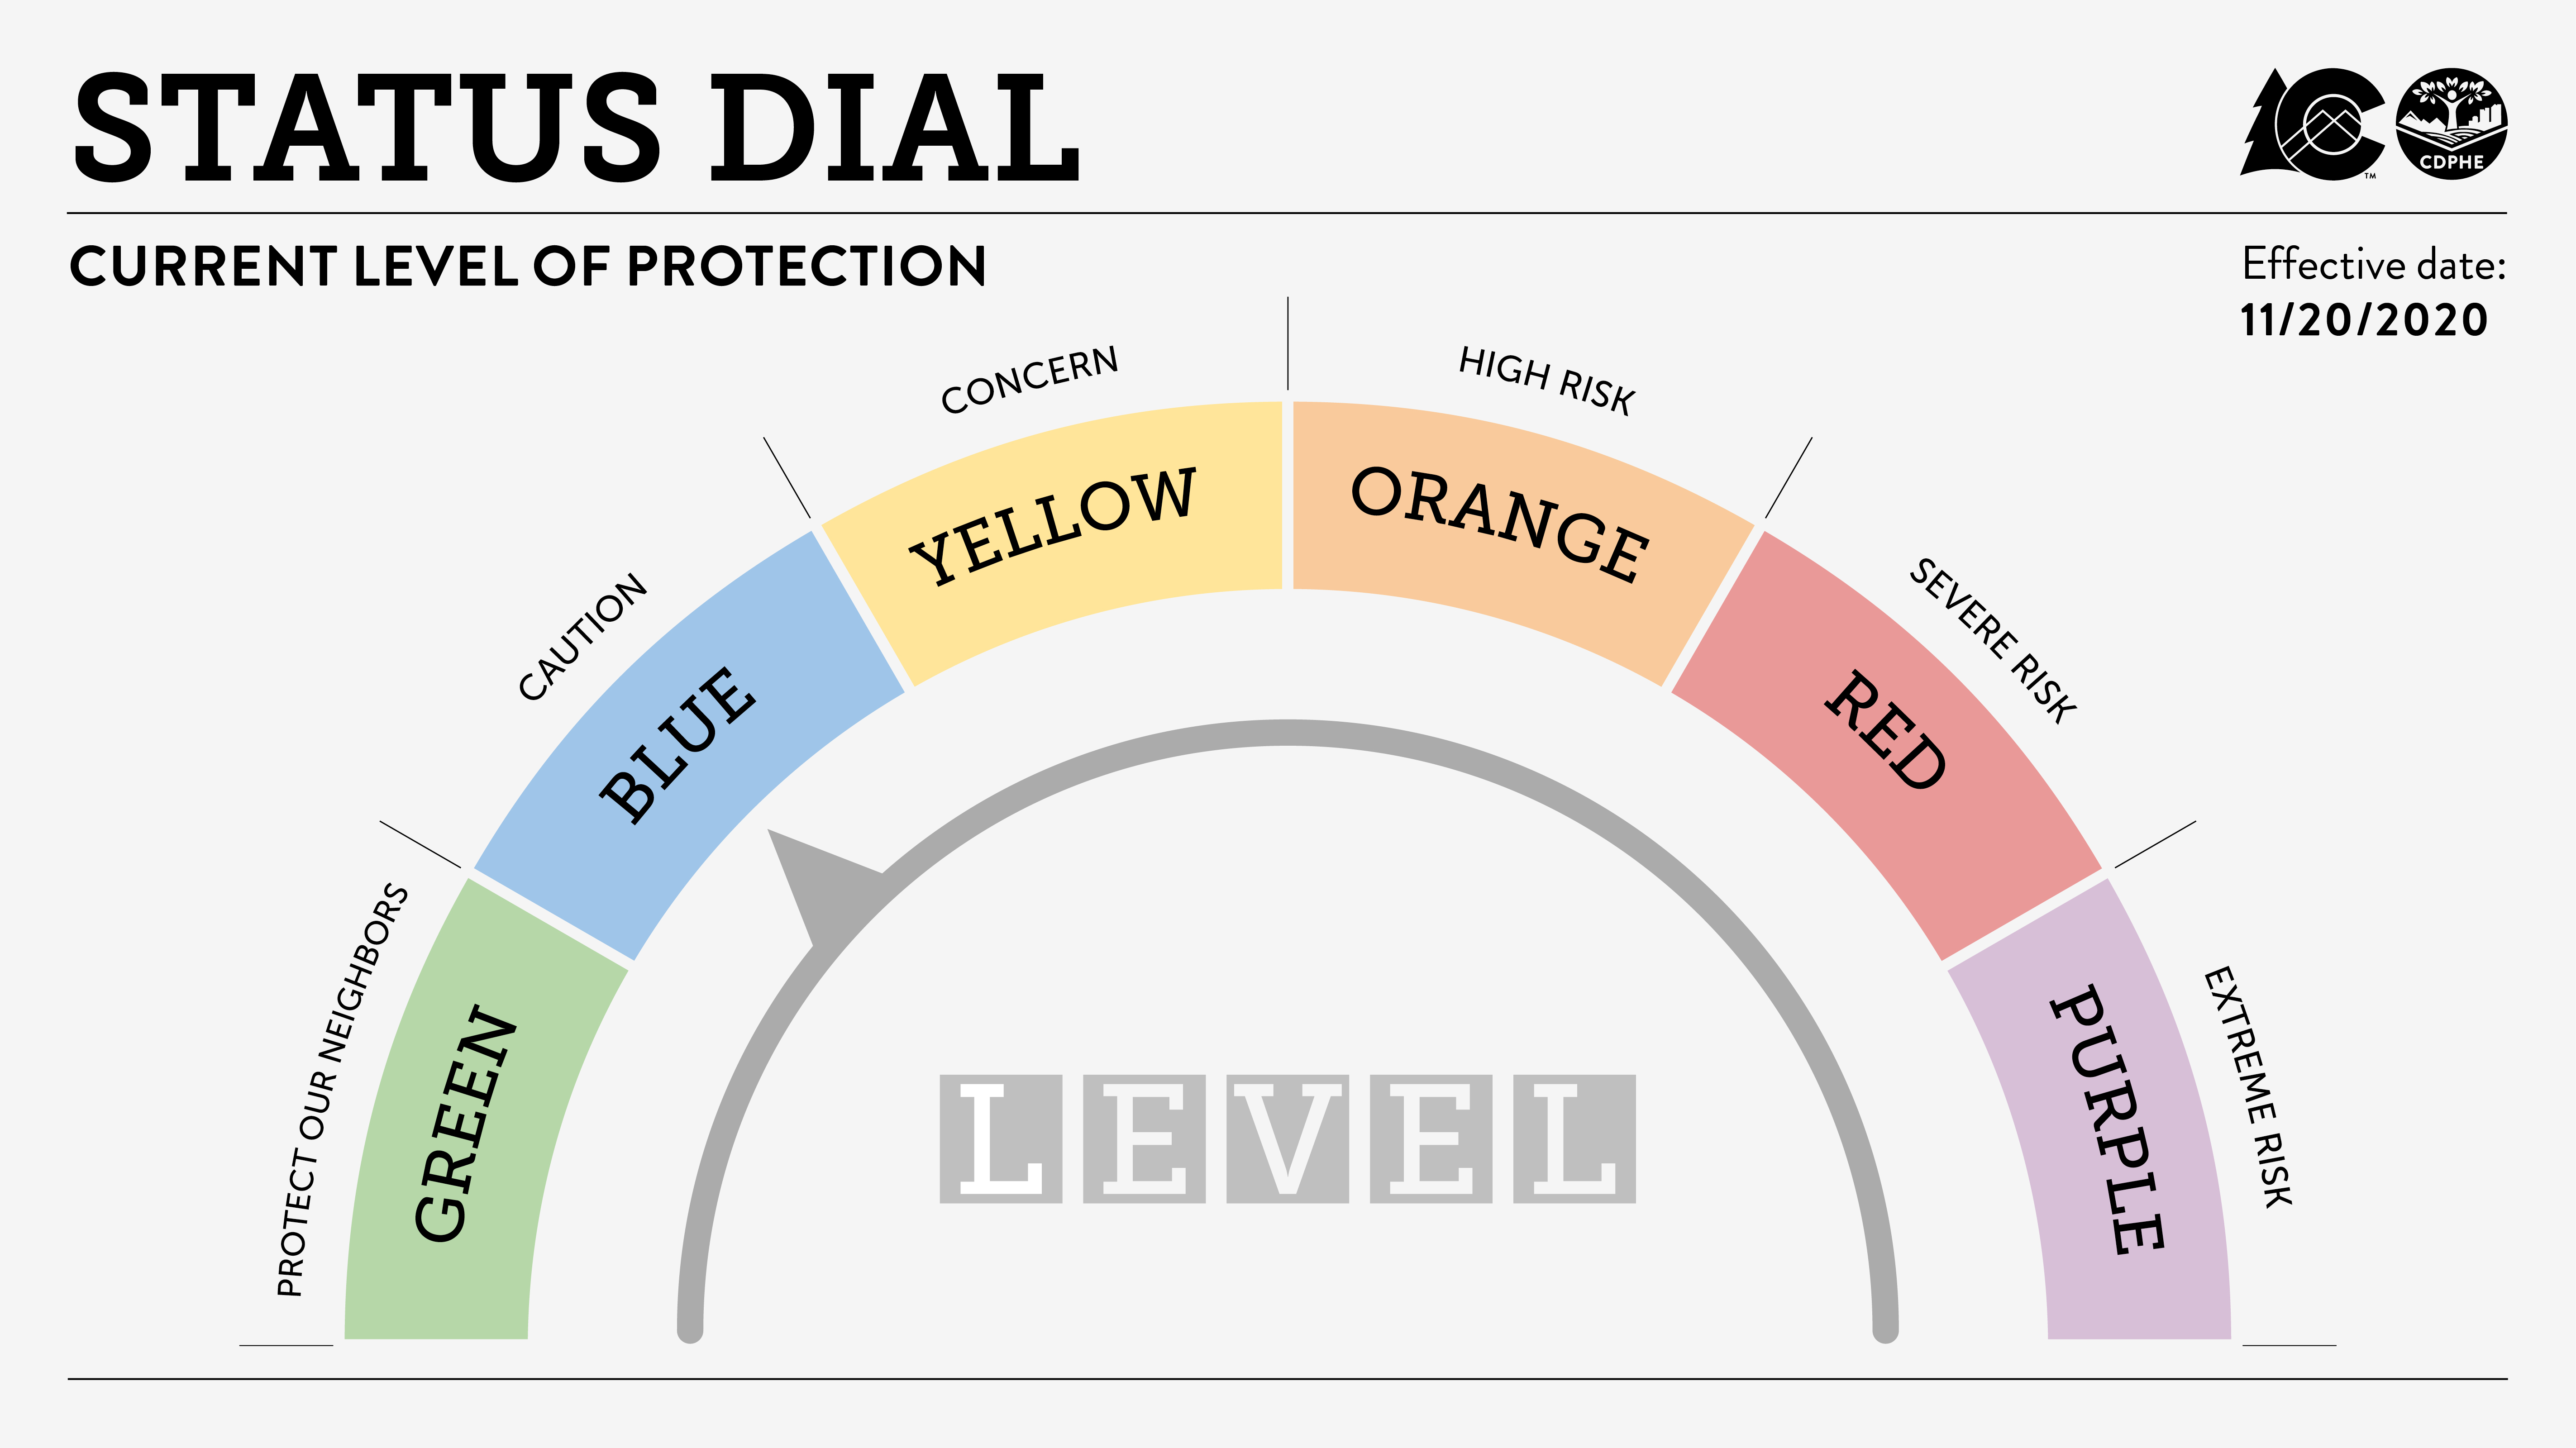 STATUS DIAL
TM
CDPHE
CURRENT LEVEL OF PROTECTION
Effective date:
11/20/2020
PROTECT OUR NEIGHBORS
GREEN
CAUTION
BLUE
CONCERN
YELLOW
HIGH RISK
ORANGE
SEVERE RISK
RED
EXTREME RISK
PURPLE
LEVEL